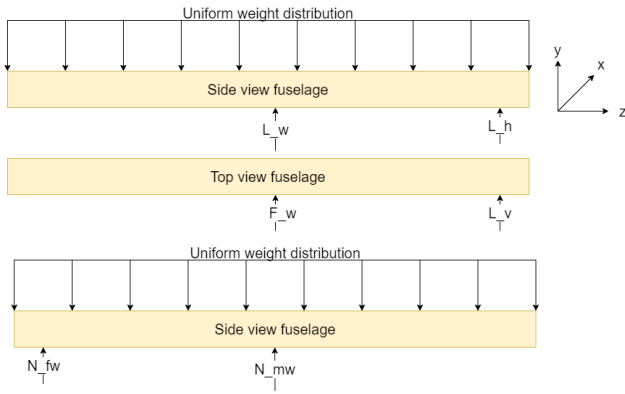 Uniform weight distribution
y
x
Side view fuselage
z
L_w
L_h
Top view fuselage
F_w
L_v
Uniform weight distribution
Side view fuselage
N_fw
N_mw